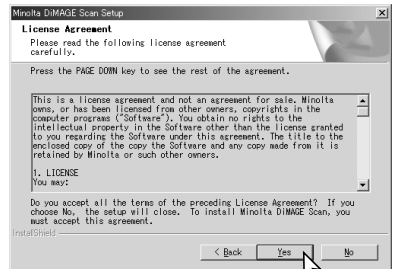 Minolta DiMAGE Scan Setup
License Agreement
Please read the following license agreement
carefully.
Press the PAGE DOWN key to see the rest of the agreement.
This is a license agreement and not an agreement for sale. Minolta
owns, or has been licensed from other owners, copyrights in the
computer programs ("Software"). You obtain no rights to the
intellectual property in the Software other than the license granted
to you regarding the Software under this agreement. The title to the
enclosed copy of the copy the Software and any copy made from it is
retained by Minolta or such other owners.
1. LICENSE
You may:
Do you accept all the terms of the preceding License Agreement? If you
choose No, the setup will close. To install Minolta DiMAGE Scan, you
must accept this agreement.
InstallShield
< Back Yes No